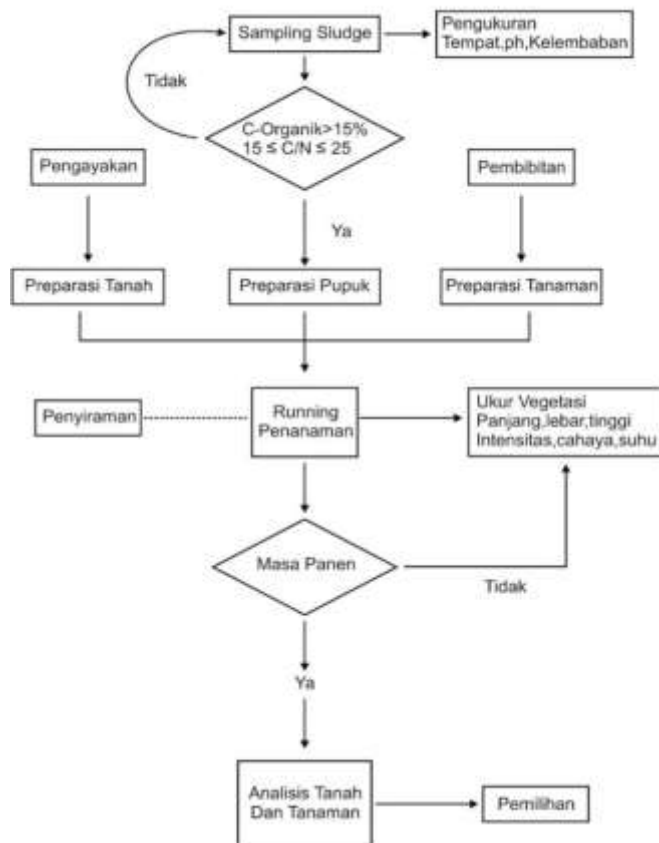 Sampling Sludge
Pengukuran
Tempat,ph,Kelembaban
Tidak
C-Organik>15%
15 ≤ C/N ≤ 25
Pengayakan
Pembibitan
Ya
Preparasi Tanah
Preparasi Pupuk
Preparasi Tanaman
Penyiraman
Running
Penanaman
Ukur Vegetasi
Panjang,lebar,tinggi
Intensitas,cahaya,suhu
Masa Panen
Tidak
Ya
Analisis Tanah
Dan Tanaman
Pemilihan